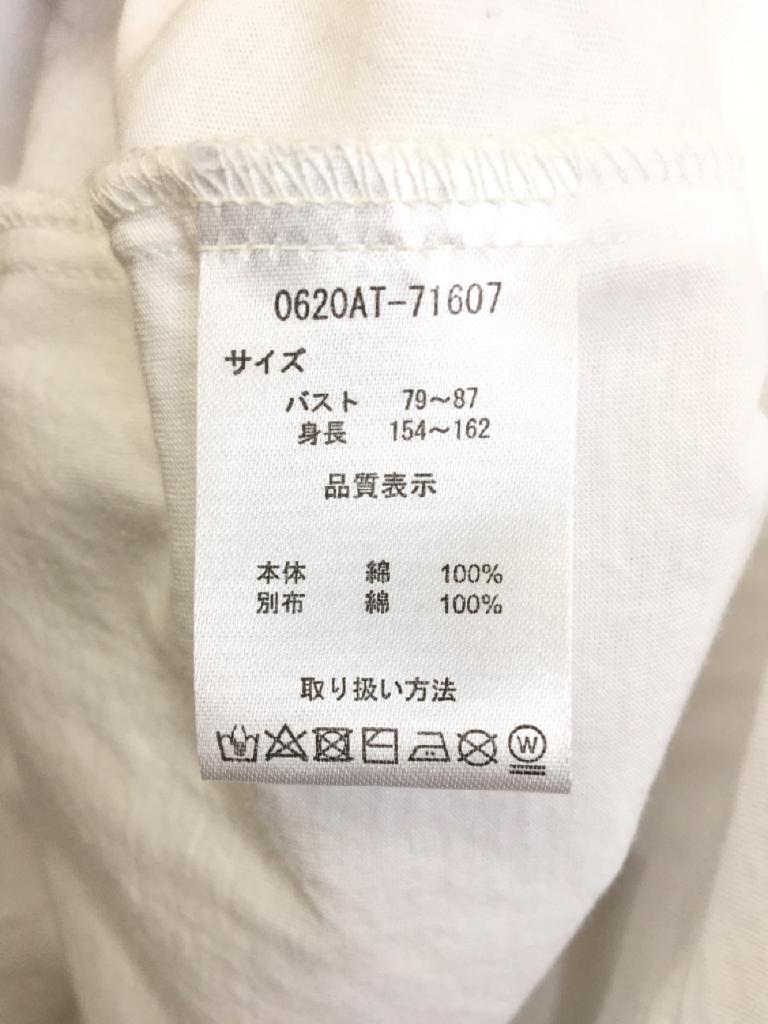 0620AT-71607
サイズ
バスト 79～87
身長 154～162
品質表示
本体 綿 100%
別布 綿 100%
取り扱い方法
W